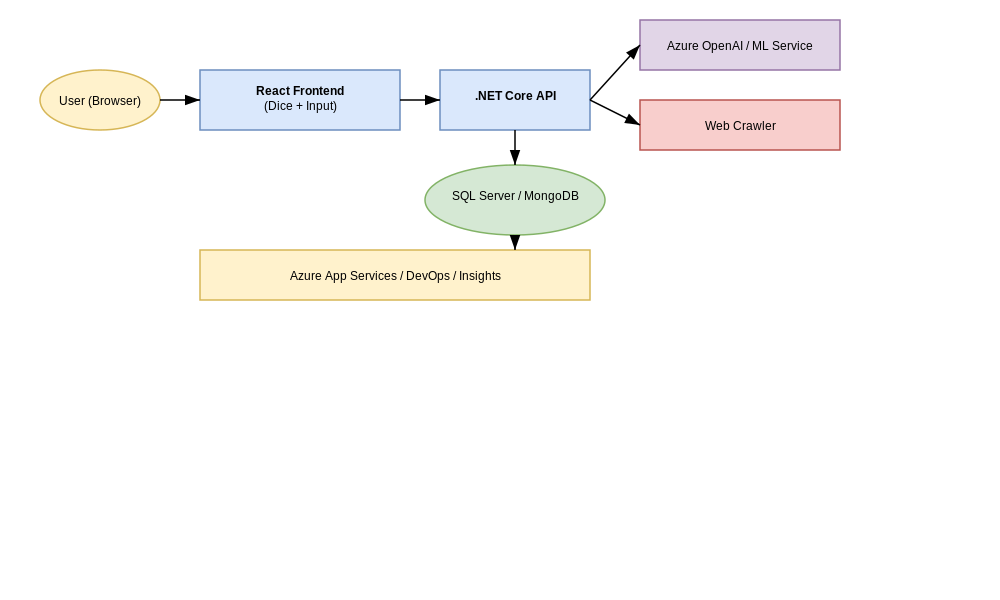 User (Browser)
React Frontend
(Dice + Input)
.NET Core API
Azure OpenAI / ML Service
Web Crawler
SQL Server / MongoDB
Azure App Services / DevOps / Insights